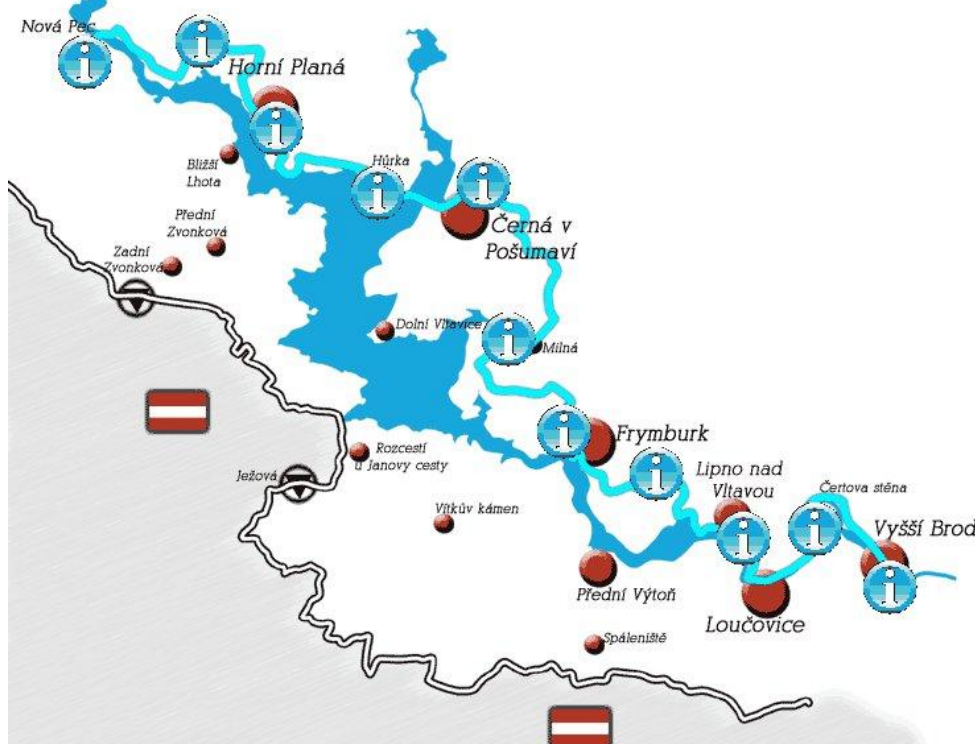 Nová Pec
Horní Planá
Bližší
Lhota
Hůrka
Přední
Zvonková
Zadní
Zvonková
Černá v
Pošumaví
Dolní Vltavice
Milná
Frymburk
Rozcestí
u Janovy cesty
Ježová
Lipno nad
Vltavou
Čertova stěna
Vítkův kámen
Vyšší Brod
Přední Výtoň
Loučovice
Spáleniště